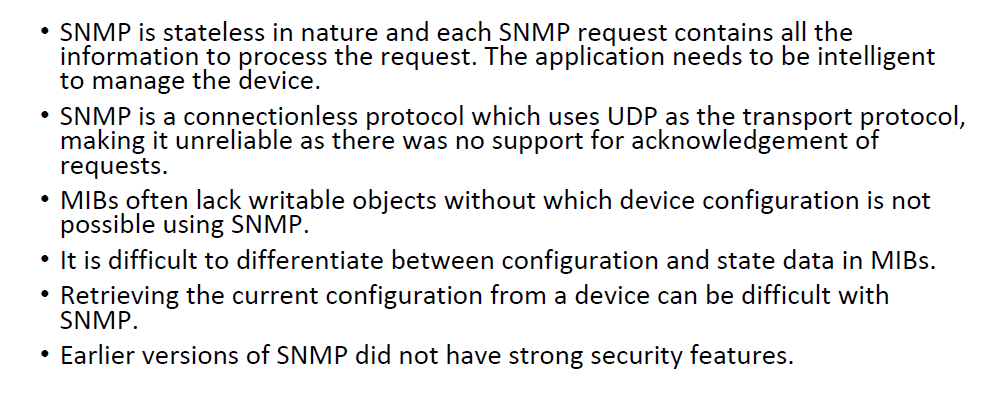 • SNMP is stateless in nature and each SNMP request contains all the
information to process the request. The application needs to be intelligent
to manage the device.
• SNMP is a connectionless protocol which uses UDP as the transport protocol,
making it unreliable as there was no support for acknowledgement of
requests.
• MIBs often lack writable objects without which device configuration is not
possible using SNMP.
• It is difficult to differentiate between configuration and state data in MIBs.
• Retrieving the current configuration from a device can be difficult with
SNMP.
• Earlier versions of SNMP did not have strong security features.